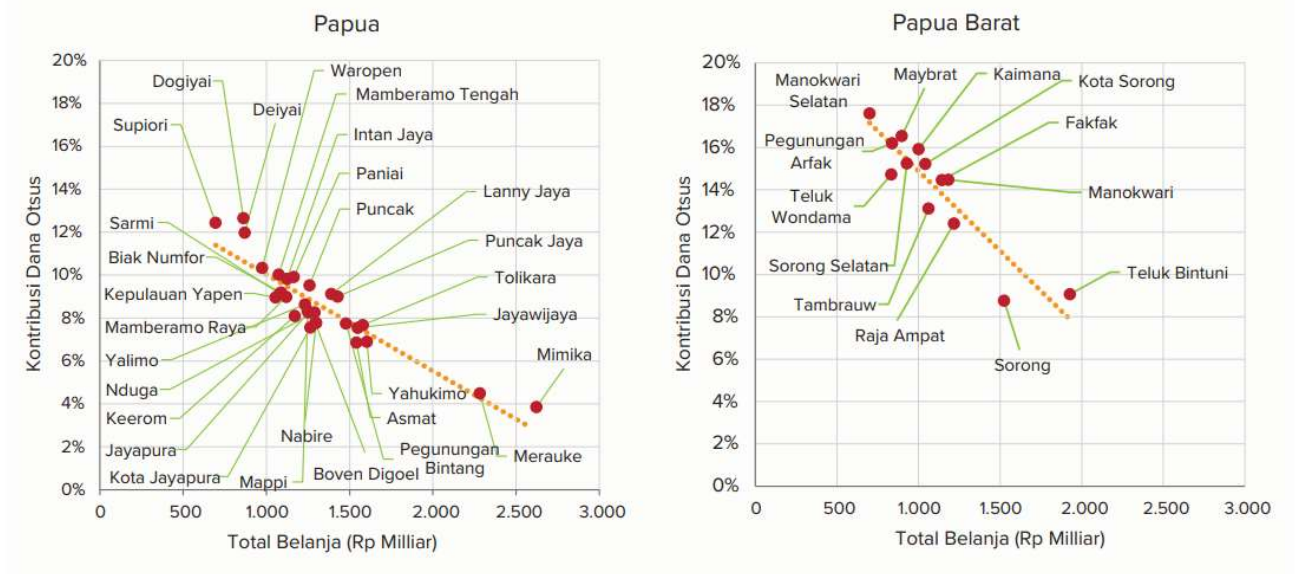 Papua
Kontribusi Dana Otsus
20%
18%
16%
14%
12%
10%
8%
6%
4%
2%
0%
Dogiyai
Waropen
Mamberamo Tengah
Deiyai
Supiori
Intan Jaya
Paniai
Lanny Jaya
Puncak
Sarmi
Puncak Jaya
Biak Numfor
Tolikara
Kepulauan Yapen
Jayawijaya
Mamberamo Raya
Mimika
Yalimo
Nduga
Yahukimo
Keerom
Asmat
Nabire
Jayapura
Pegunungan
Bintang
Merauke
Kota Jayapura
Mappi
Boven Digoel
0
500
1.000
1.500
2.000
2.500
3.000
Total Belanja (Rp Milliar)
Papua Barat
Kontribusi Dana Otsus
20%
18%
16%
14%
12%
10%
8%
6%
4%
2%
0%
Manokwari
Selatan
Maybrat
Kaimana
Kota Sorong
Fakfak
Pegunungan
Arfak
Manokwari
Teluk
Wondama
Sorong Selatan
Teluk Bintuni
Tambrauw
Raja Ampat
Sorong
0
500
1.000
1.500
2.000
2.500
3.000
Total Belanja (Rp Milliar)